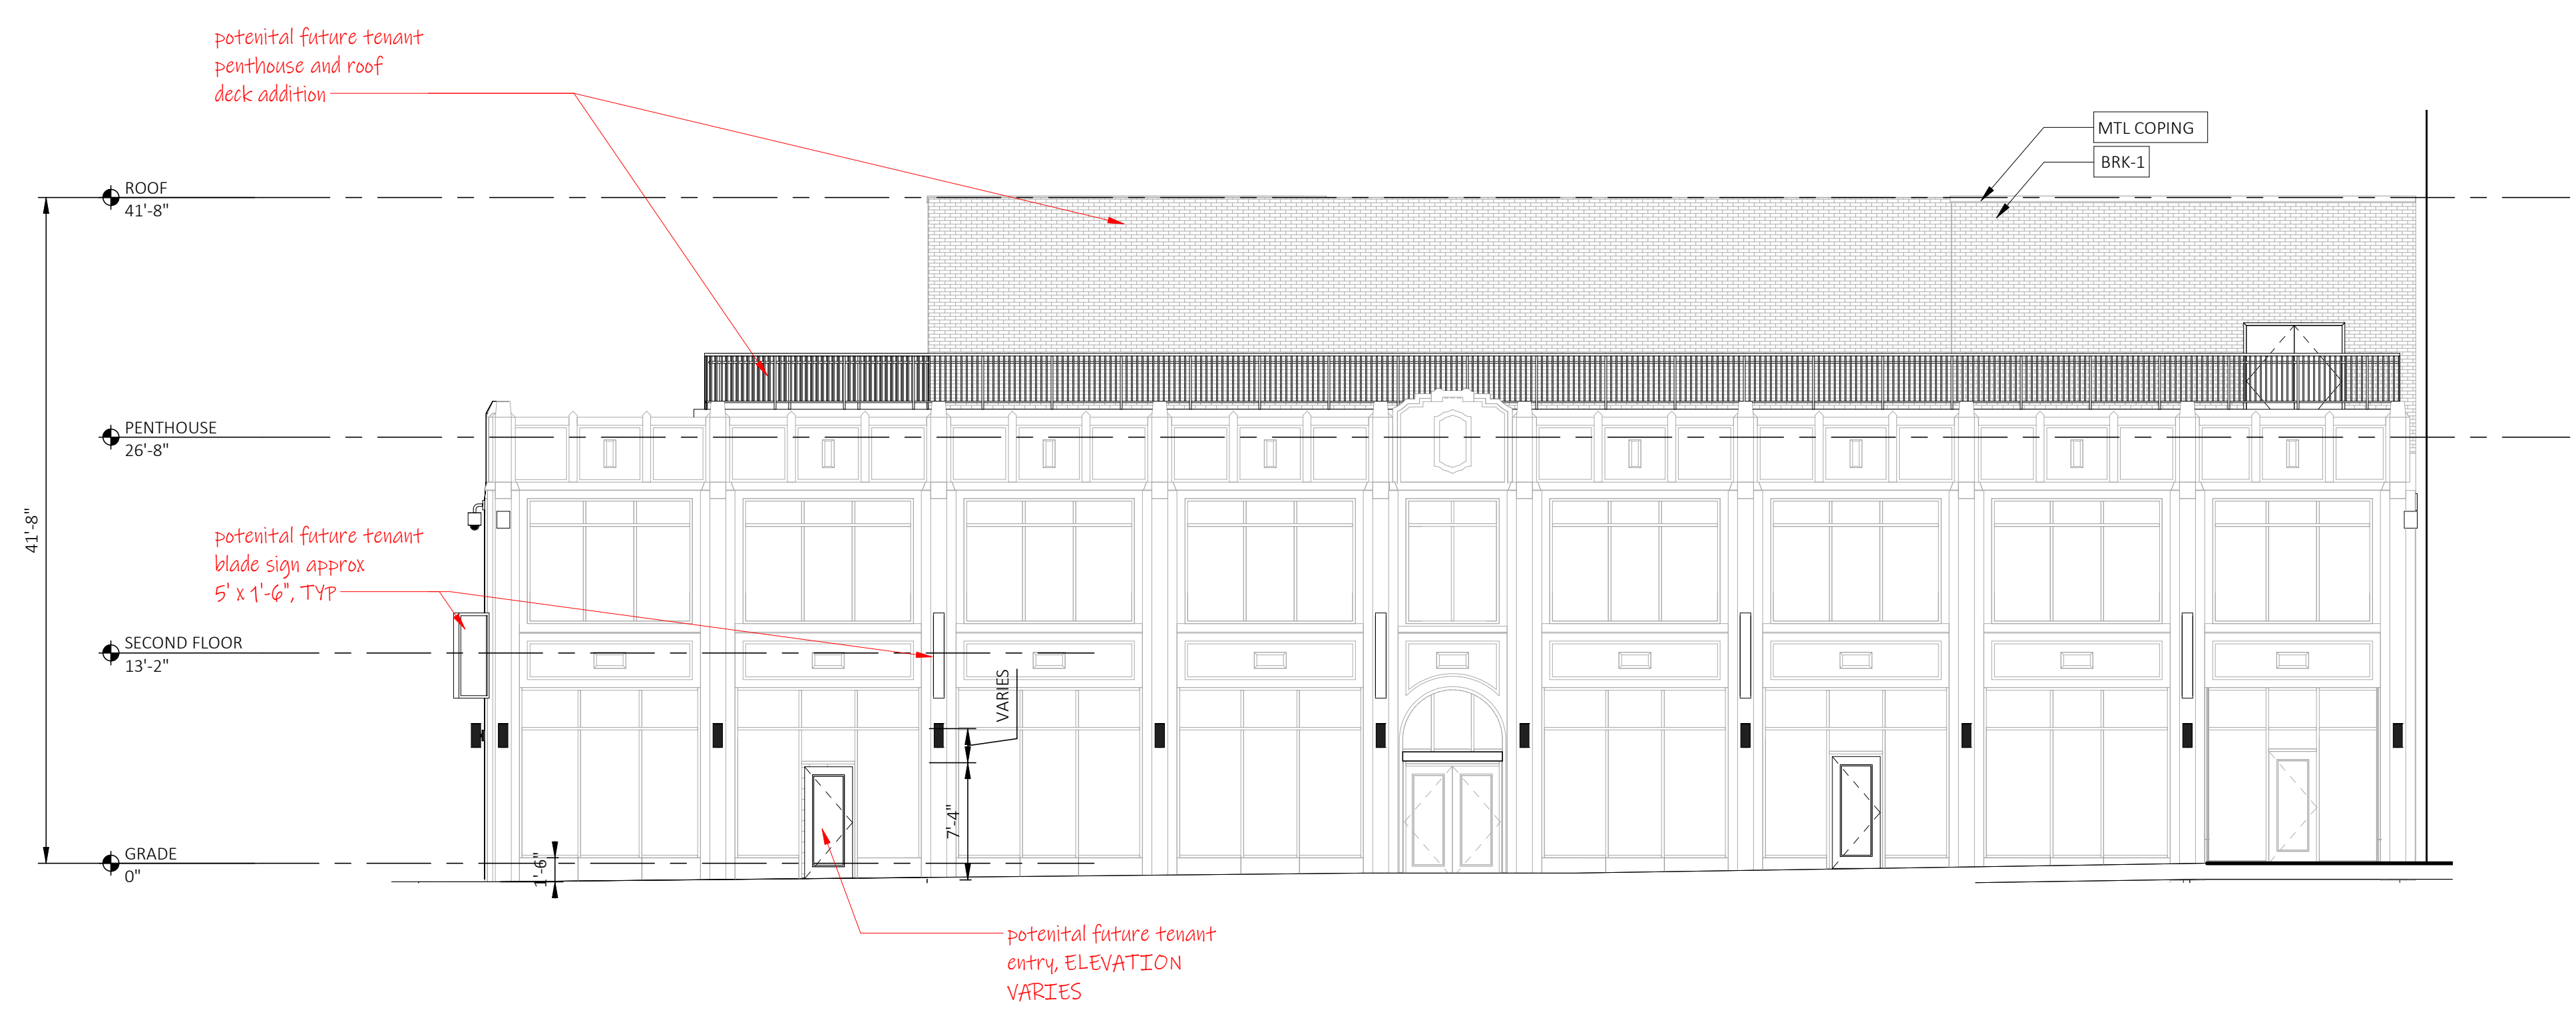 potenital future tenant
penthouse and roof
deck addition
MTL COPING
BRK-1
ROOF
41'-8"
PENTHOUSE
26'-8"
41'-8"
potenital future tenant
blade sign approx
5' x 1'-6", TYP
SECOND FLOOR
13'-2"
VARIES
7'-4"
GRADE
0"
1'-6"
potenital future tenant
entry, ELEVATION
VARIES